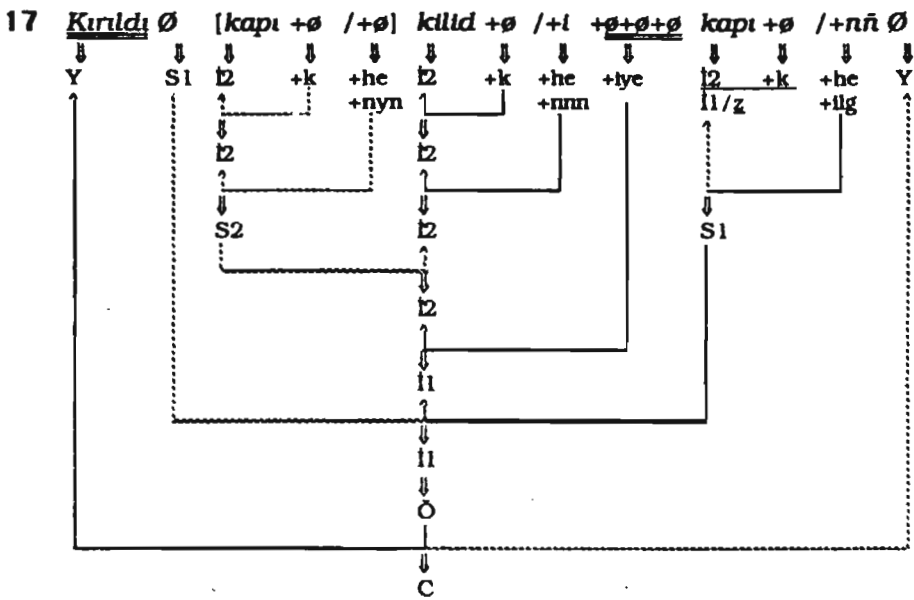 17 Kırıldı Ø [kapı +ø /+ø] kilid +ø /+i +ø+ø+ø kapı +ø /+nñ Ø
⇓ ⇓ ⇓ ⇓ ⇓ ⇓ ⇓ ⇓ ⇓ ⇓ ⇓ ⇓ ⇓
Y S1 İ2 +k +he İ2 +k +he +iye İ2 +k +he Y
+nyn +nnn İ1/z +ilg
İ2 İ2
S2 İ2 S1
İ2
İ1
İ1
Ö
C